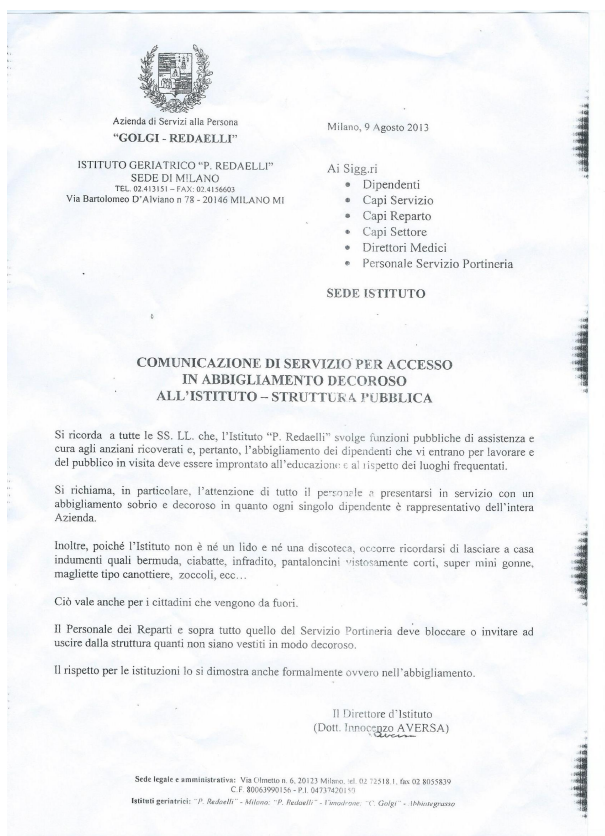 Azienda di Servizi alla Persona
"GOLGI - REDAELLI"
ISTITUTO GERIATRICO "P. REDAELLI"
SEDE DI MILANO
TEL. 02.413151 – FAX: 02.4156603
Via Bartolomeo D'Alviano n 78 - 20146 MILANO MI
Milano, 9 Agosto 2013
Ai Sigg.ri
• Dipendenti
• Capi Servizio
• Capi Reparto
• Capi Settore
• Direttori Medici
• Personale Servizio Portineria
SEDE ISTITUTO
COMUNICAZIONE DI SERVIZIO PER ACCESSO
IN ABBIGLIAMENTO DECOROSO
ALL'ISTITUTO – STRUTTURA PUBBLICA
Si ricorda a tutte le SS. LL. che, l'Istituto "P. Redaelli" svolge funzioni pubbliche di assistenza e
cura agli anziani ricoverati e, pertanto, l'abbigliamento dei dipendenti che vi entrano per lavorare e
del pubblico in visita deve essere improntato all'educazione e al rispetto dei luoghi frequentati.
Si richiama, in particolare, l'attenzione di tutto il personale a presentarsi in servizio con un
abbigliamento sobrio e decoroso in quanto ogni singolo dipendente è rappresentativo dell'intera
Azienda.
Inoltre, poiché l'Istituto non è né un lido e né una discoteca, occorre ricordarsi di lasciare a casa
indumenti quali bermuda, ciabatte, infradito, pantaloncini vistosamente corti, super mini gonne,
magliette tipo canottiere, zoccoli, ecc...
Ciò vale anche per i cittadini che vengono da fuori.
Il Personale dei Reparti e sopra tutto quello del Servizio Portineria deve bloccare o invitare ad
uscire dalla struttura quanti non siano vestiti in modo decoroso.
Il rispetto per le istituzioni lo si dimostra anche formalmente ovvero nell'abbigliamento.
Il Direttore d'Istituto
(Dott. Innocenzo AVERSA)
Sede legale e amministrativa: Via Olmetto n. 6, 20123 Milano, tel. 02 72518.1, fax 02 8055839
C.F. 80063990156 - P.I. 04737420150
Istituti geriatrici: "P. Redaelli" - Milano; "P. Redaelli" - Vimodrone; "C. Golgi" - Abbiategrasso